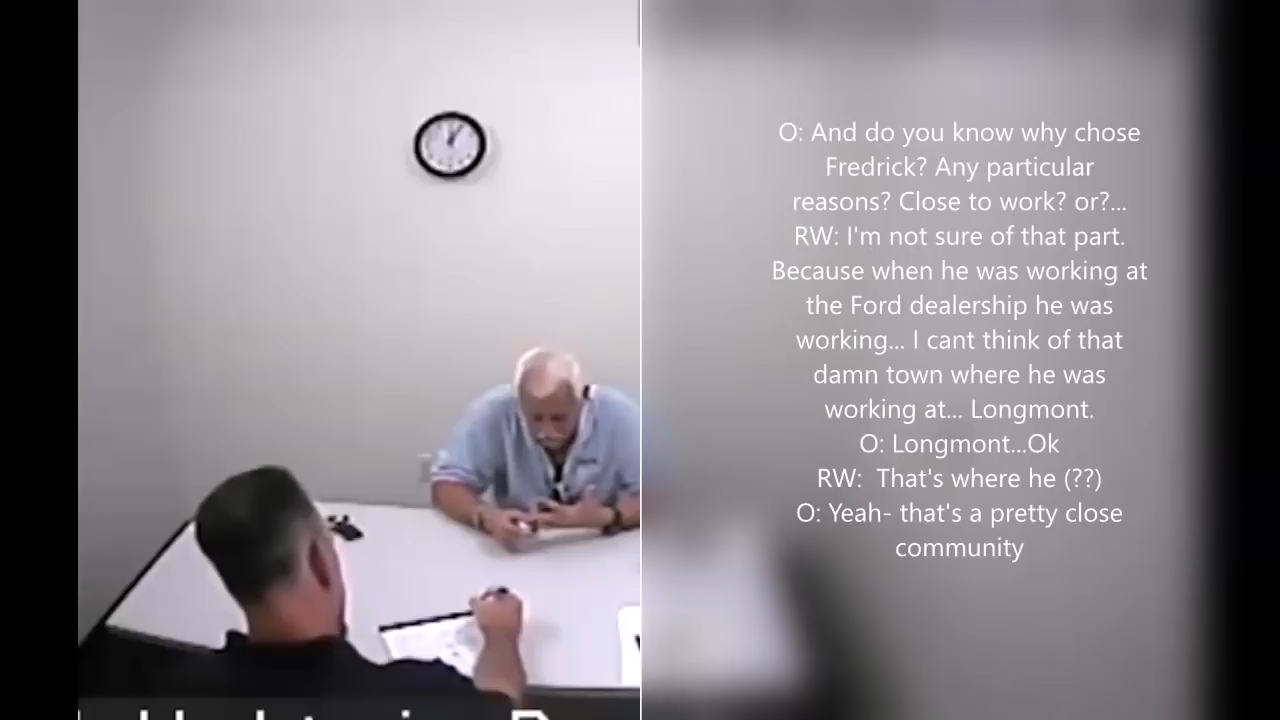 O: And do you know why chose
Fredrick? Any particular
reasons? Close to work? or?...
RW: I'm not sure of that part.
Because when he was working at
the Ford dealership he was
working... I cant think of that
damn town where he was
working at... Longmont.
O: Longmont...Ok
RW:  That's where he (??)
O: Yeah- that's a pretty close
community